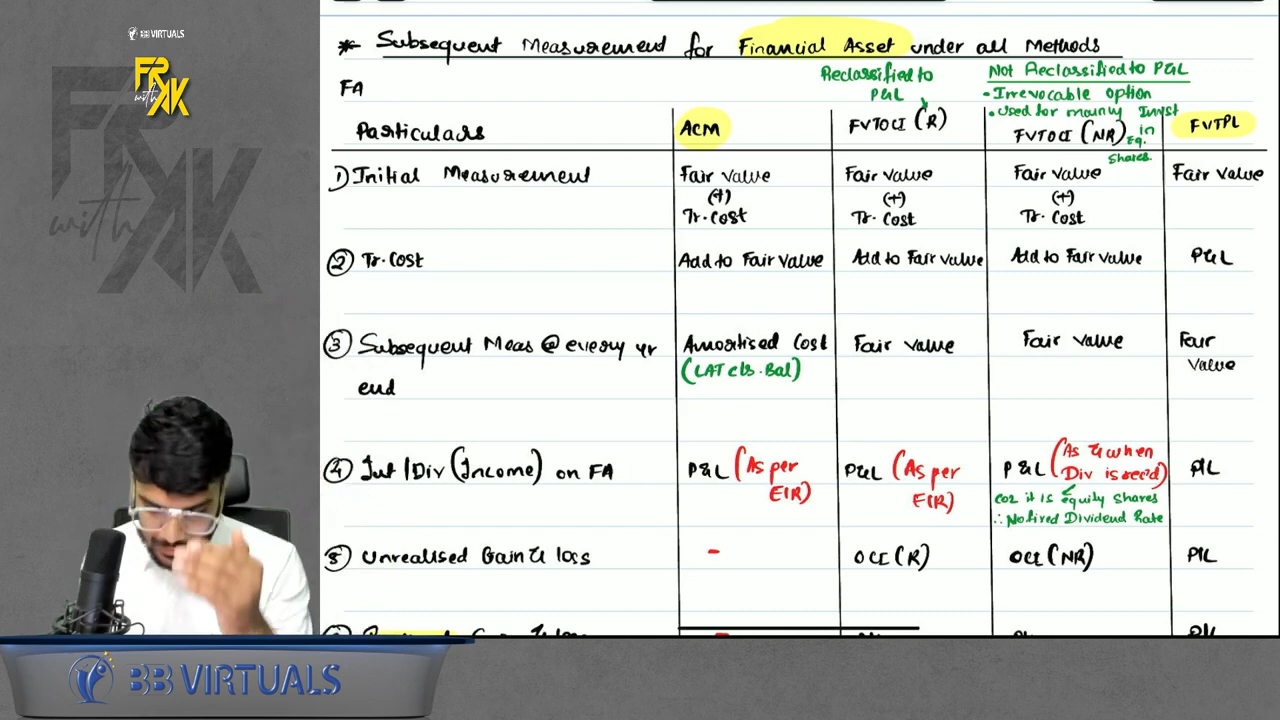 BB VIRTUALS
FR
with
AK
FR
with
AK
* Subsequent Measurement for Financial Asset under all Methods
FA
Reclassified to
P&L
Not Reclassified to P&L
• Irrevocable option
• Used for mainly Invst
in
Eq.
Shares
Particulars
ACM
FVTOCI (R)
FVTOCI (NR)
FVTPL
1) Initial Measurement
Fair Value
(+)
Tr. Cost
Fair Value
(+)
Tr. Cost
Fair Value
(+)
Tr. Cost
Fair Value
2 Tr. Cost
Add to Fair Value
Add to Fair Value
Add to Fair Value
P&L
3 Subsequent Meas @ every yr
end
Amortised Cost
(LAT cls. Bal)
Fair Value
Fair Value
Fair
Value
4 Int / Div (Income) on FA
P&L (As per
EIR)
P&L (As per
EIR)
P&L (As & when
Div is recd)
coz it is equity shares
∴ No fixed Dividend Rate
P/L
5 Unrealised Gain & loss
-
OCI (R)
OCI (NR)
P/L
BB VIRTUALS